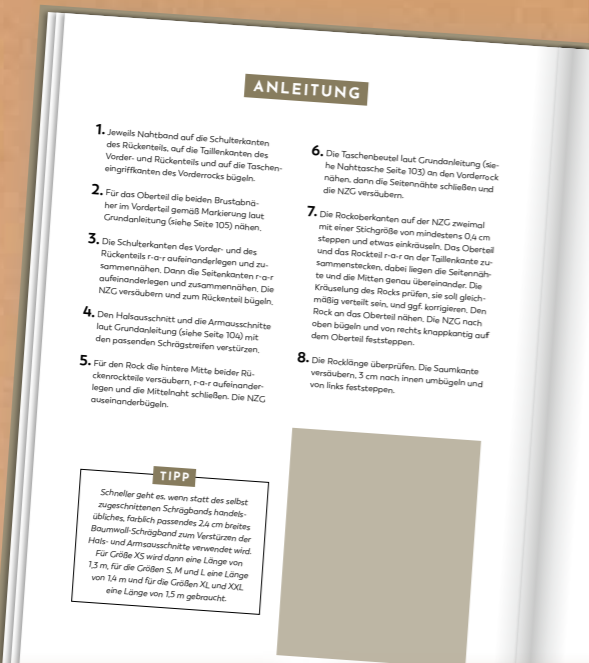 ANLEITUNG
1. Jeweils Nahtband auf die Schulterkanten
des Rückenteils, auf die Taillenkanten des
Vorder- und Rückenteils und auf die Taschen-
eingriffkanten des Vorderrocks bügeln.
2. Für das Oberteil die beiden Brustabnä-
her im Vorderteil gemäß Markierung laut
Grundanleitung (siehe Seite 105) nähen.
3. Die Schulterkanten des Vorder- und des
Rückenteils r-a-r aufeinanderlegen und zu-
sammennähen. Dann die Seitenkanten r-a-r
aufeinanderlegen und zusammennähen. Die
NZG versäubern und zum Rückenteil bügeln.
4. Den Halsausschnitt und die Armausschnitte
laut Grundanleitung (siehe Seite 104) mit
den passenden Schrägstreifen verstürzen.
5. Für den Rock die hintere Mitte beider Rü-
ckenrockteile versäubern, r-a-r aufeinander-
legen und die Mittelnaht schließen. Die NZG
auseinanderbügeln.
TIPP
Schneller geht es, wenn statt des selbst
zugeschnittenen Schrägbands handels-
übliches, farblich passendes 2,4 cm breites
Baumwoll-Schrägband zum Verstürzen der
Hals- und Armsausschnitte verwendet wird.
Für Größe XS wird dann eine Länge von
1,3 m, für die Größen S, M und L eine Länge
von 1,4 m und für die Größen XL und XXL
eine Länge von 1,5 m gebraucht.
6. Die Taschenbeutel laut Grundanleitung (sie-
he Nahttasche Seite 103) an den Vorderrock
nähen, dann die Seitennähte schließen und
die NZG versäubern.
7. Die Rockoberkanten auf der NZG zweimal
mit einer Stichgröße von mindestens 0,4 cm
steppen und etwas einkräuseln. Das Oberteil
und das Rockteil r-a-r an der Taillenkante zu-
sammenstecken, dabei liegen die Seitennäh-
te und die Mitten genau übereinander. Die
Kräuselung des Rocks prüfen, sie soll gleich-
mäßig verteilt sein, und ggf. korrigieren. Den
Rock an das Oberteil nähen. Die NZG nach
oben bügeln und von rechts knappkantig auf
dem Oberteil feststeppen.
8. Die Rocklänge überprüfen. Die Saumkante
versäubern, 3 cm nach innen umbügeln und
von links feststeppen.